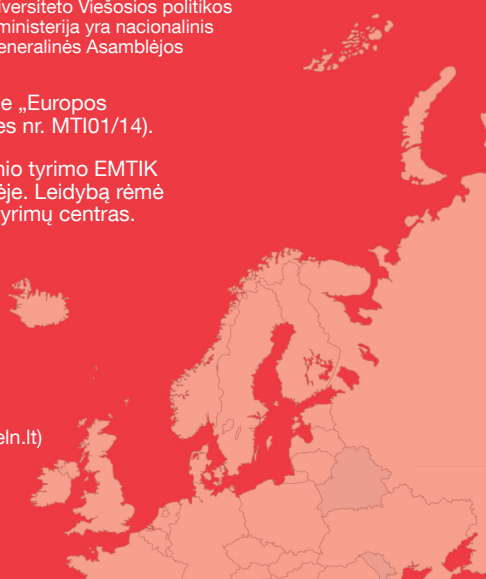 iversiteto Viešosios politikos
ministerija yra nacionalinis
eneralinės Asamblėjos
e „Europos
es nr. MTI01/14).
nio tyrimo EMTIK
ėje. Leidybą rėmė
yrimų centras.
eln.lt)